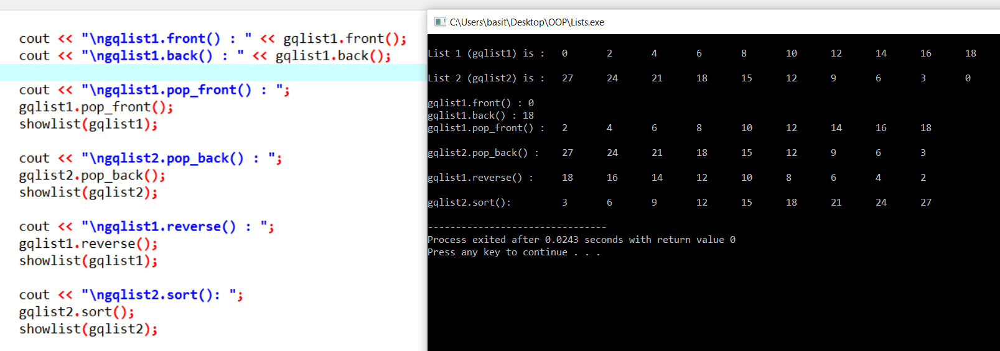 cout << "\ngqlist1.front() : " << gqlist1.front();
cout << "\ngqlist1.back() : " << gqlist1.back();
cout << "\ngqlist1.pop_front() : ";
gqlist1.pop_front();
showlist(gqlist1);
cout << "\ngqlist2.pop_back() : ";
gqlist2.pop_back();
showlist(gqlist2);
cout << "\ngqlist1.reverse() : ";
gqlist1.reverse();
showlist(gqlist1);
cout << "\ngqlist2.sort(): ";
gqlist2.sort();
showlist(gqlist2);
C:\Users\basit\Desktop\OOP\Lists.exe
List 1 (gqlist1) is : 0 2 4 6 8 10 12 14 16 18
List 2 (gqlist2) is : 27 24 21 18 15 12 9 6 3 0
gqlist1.front() : 0
gqlist1.back() : 18
gqlist1.pop_front() : 2 4 6 8 10 12 14 16 18
gqlist2.pop_back() : 27 24 21 18 15 12 9 6 3
gqlist1.reverse() : 18 16 14 12 10 8 6 4 2
gqlist2.sort(): 3 6 9 12 15 18 21 24 27
--------------------------------
Process exited after 0.0243 seconds with return value 0
Press any key to continue . . .